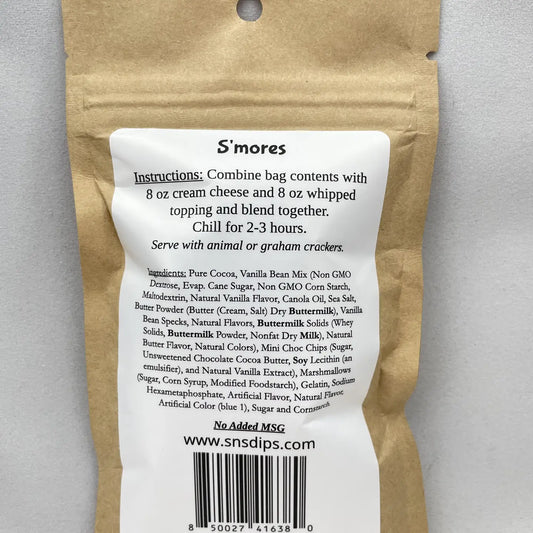 S'mores
Instructions: Combine bag contents with
8 oz cream cheese and 8 oz whipped
topping and blend together.
Chill for 2-3 hours.
Serve with animal or graham crackers.
Ingredients: Pure Cocoa, Vanilla Bean Mix (Non GMO
Dextrose, Evap. Cane Sugar, Non GMO Corn Starch,
Maltodextrin, Natural Vanilla Flavor, Canola Oil, Sea Salt,
Butter Powder (Butter (Cream, Salt) Dry Buttermilk), Vanilla
Bean Specks, Natural Flavors, Buttermilk Solids (Whey
Solids, Buttermilk Powder, Nonfat Dry Milk), Natural
Butter Flavor, Natural Colors), Mini Choc Chips (Sugar,
Unsweetened Chocolate Cocoa Butter, Soy Lecithin (an
emulsifier), and Natural Vanilla Extract), Marshmallows
(Sugar, Corn Syrup, Modified Foodstarch), Gelatin, Sodium
Hexametaphosphate, Artificial Flavor, Natural Flavor,
Artificial Color (blue 1), Sugar and Cornstarch.
No Added MSG
www.snsdips.com
8 50027 41638 0